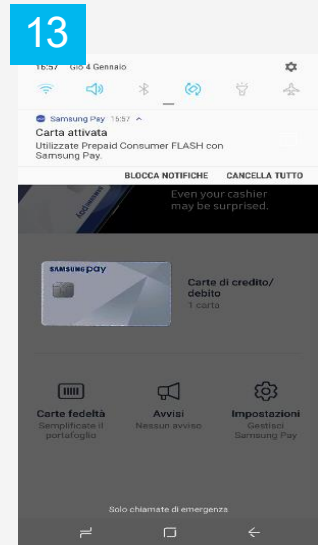 13
16:57 Gio 4 Gennaio
Samsung Pay 16:57
Carta attivata
Utilizzate Prepaid Consumer FLASH con
Samsung Pay.
BLOCCA NOTIFICHE CANCELLA TUTTO
Even your cashier
may be surprised.
SAMSUNG pay
Carte di credito/
debito
1 carta
Carte fedeltà
Semplificate il
portafoglio
Avvisi
Nessun avviso
Impostazioni
Gestisci
Samsung Pay
Solo chiamate di emergenza